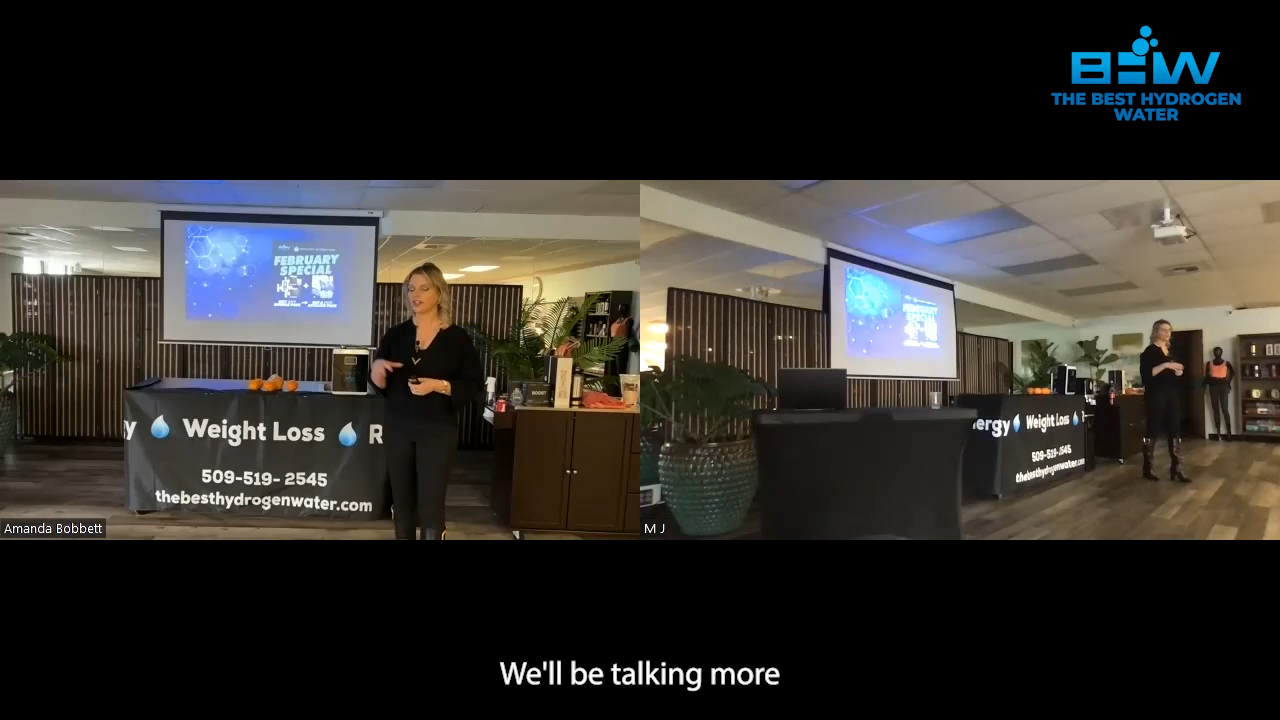 BHW
THE BEST HYDROGEN
WATER
FEBRUARY
SPECIAL
FEBRUARY
SPECIAL
Weight Loss
R
509-519-2545
thebesthydrogenwater.com
BOOST
nergy
Weight Loss
509-519-2545
thebesthydrogenwater.com
Amanda Bobbett
M J
We'll be talking more